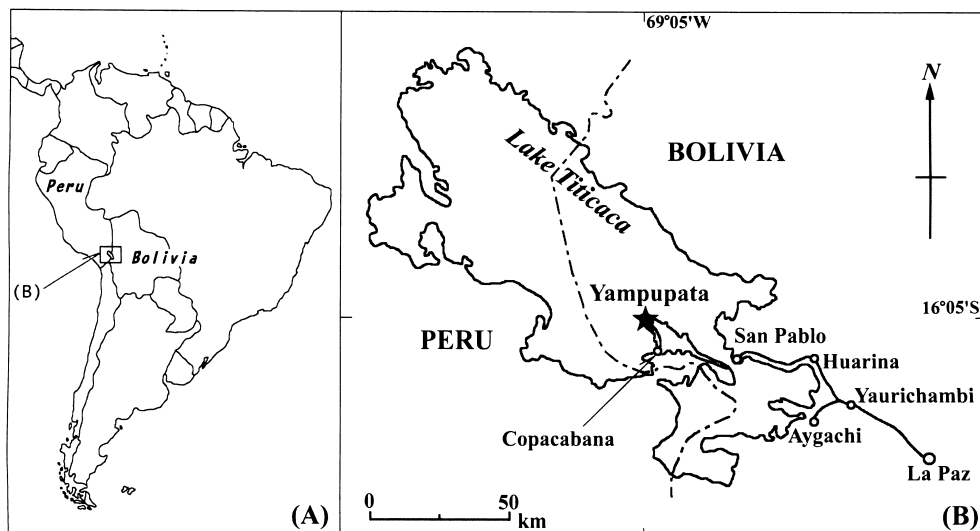 Peru
Bolivia
(B)
(A)
69°05'W
N
BOLIVIA
Lake Titicaca
Yampupata
16°05'S
PERU
San Pablo
Huarina
Yaurichambi
Copacabana
Aygachi
La Paz
0 50
km
(B)